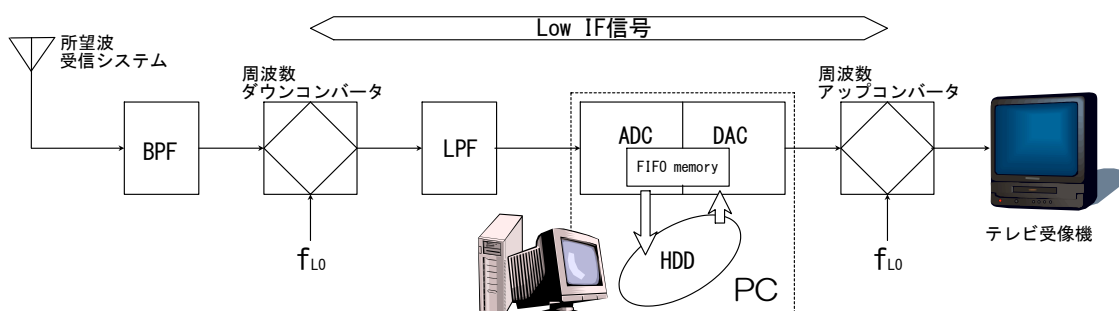 Low IF信号
所望波
受信システム
周波数
ダウンコンバータ
周波数
アップコンバータ
BPF
LPF
ADC
DAC
FIFO memory
HDD
PC
fLO
fLO
テレビ受像機